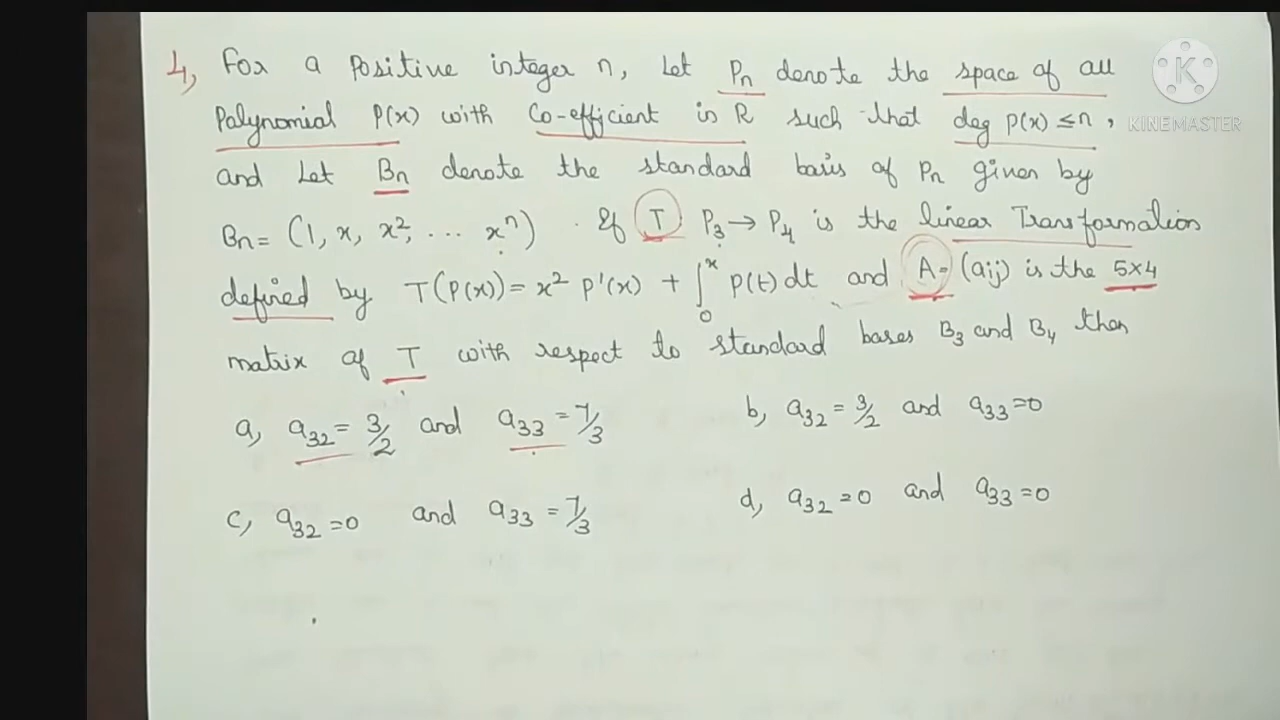 4, For a positive integer n, Let Pn denote the space of all
Palynomial P(x) with Co-efficient is R such that deg P(x) ≤ n,
and Let Bn denote the standard basis of Pn given by
Bn = (1, x, x², ... xⁿ) . If T P3 → P4 is the linear Transformation
defined by T(P(x)) = x² P'(x) + ∫₀ˣ P(t) dt and A = (aij) is the 5x4
matrix of T with respect to standard bases B3 and B4 then
a, a32 = 3/2 and a33 = 7/3
b, a32 = 3/2 and a33 = 0
c, a32 = 0 and a33 = 7/3
d, a32 = 0 and a33 = 0
K
KINEMASTER